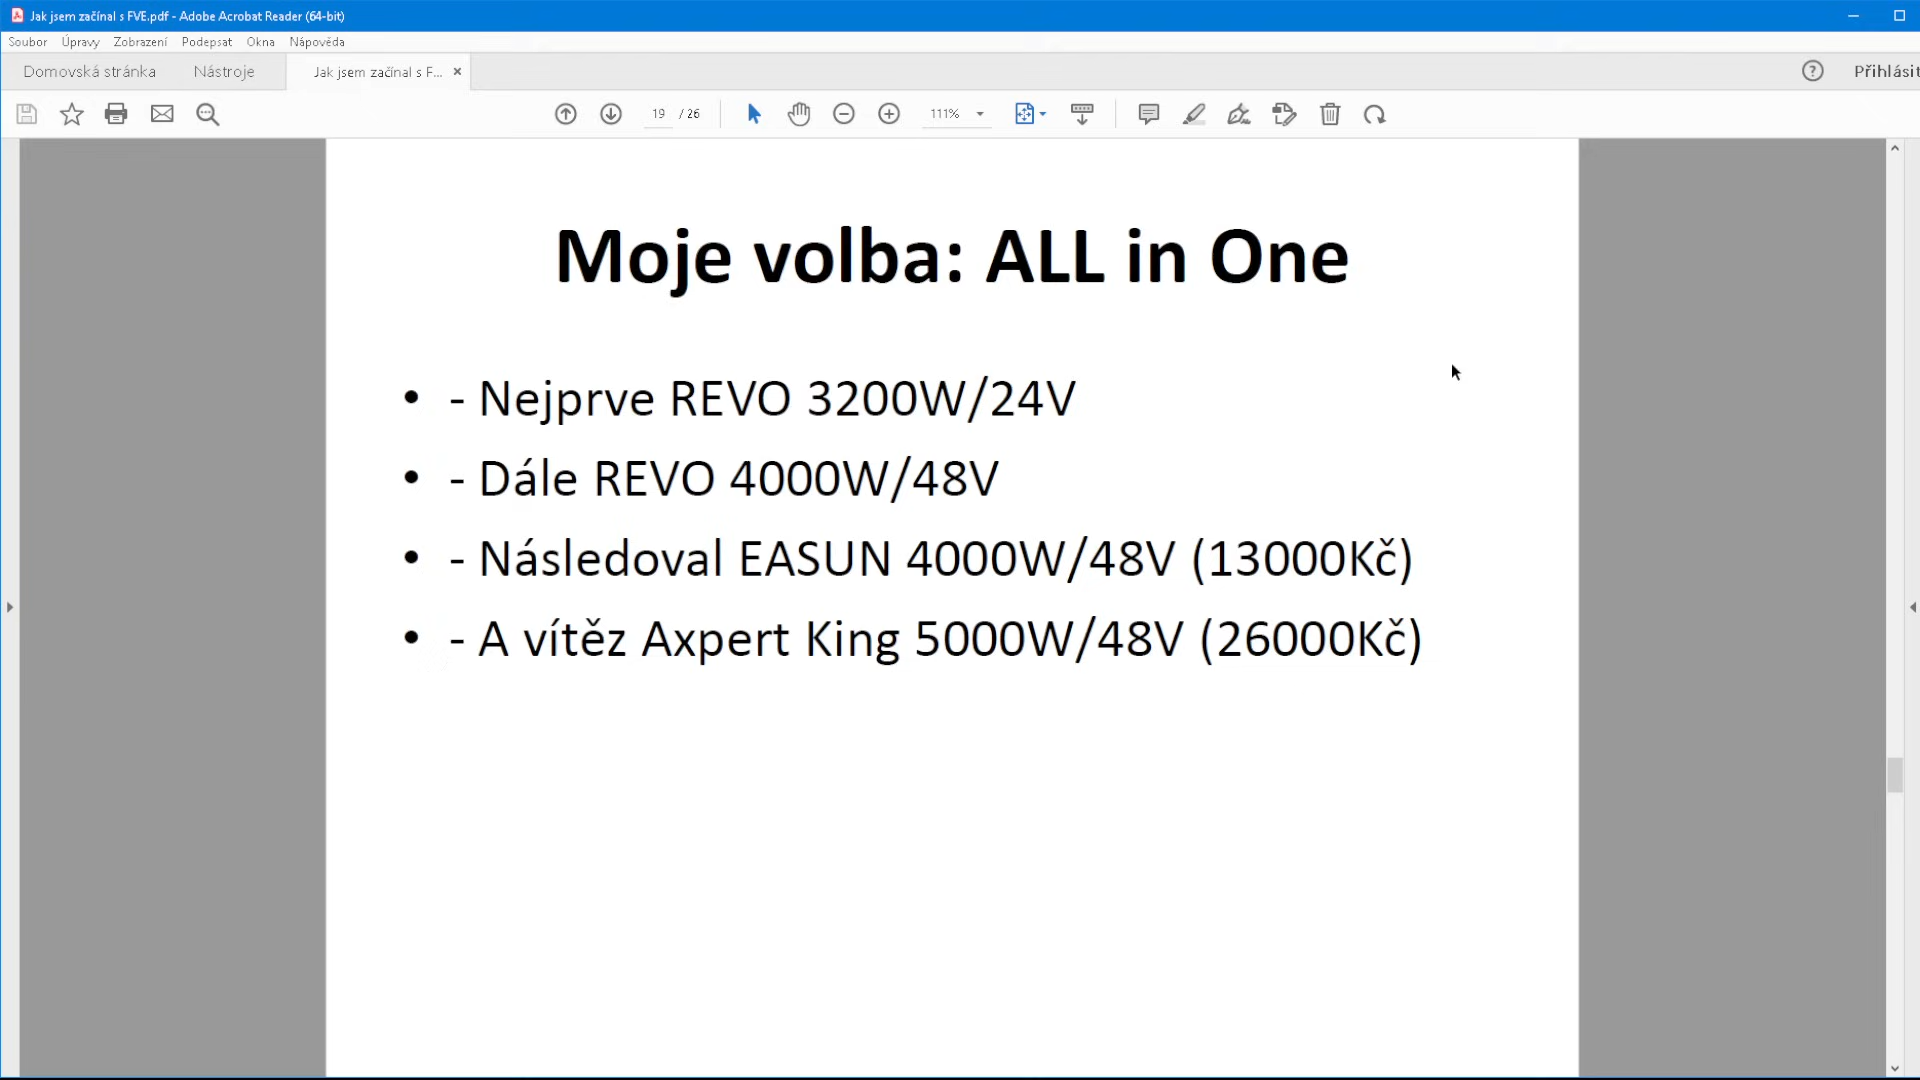 Jak jsem začínal s FVE.pdf - Adobe Acrobat Reader (64-bit)
Soubor Úpravy Zobrazení Podepsat Okna Nápověda
Domovská stránka Nástroje Jak jsem začínal s F... × Přihlásit
19 / 26 111%
Moje volba: ALL in One
• - Nejprve REVO 3200W/24V
• - Dále REVO 4000W/48V
• - Následoval EASUN 4000W/48V (13000Kč)
• - A vítěz Axpert King 5000W/48V (26000Kč)